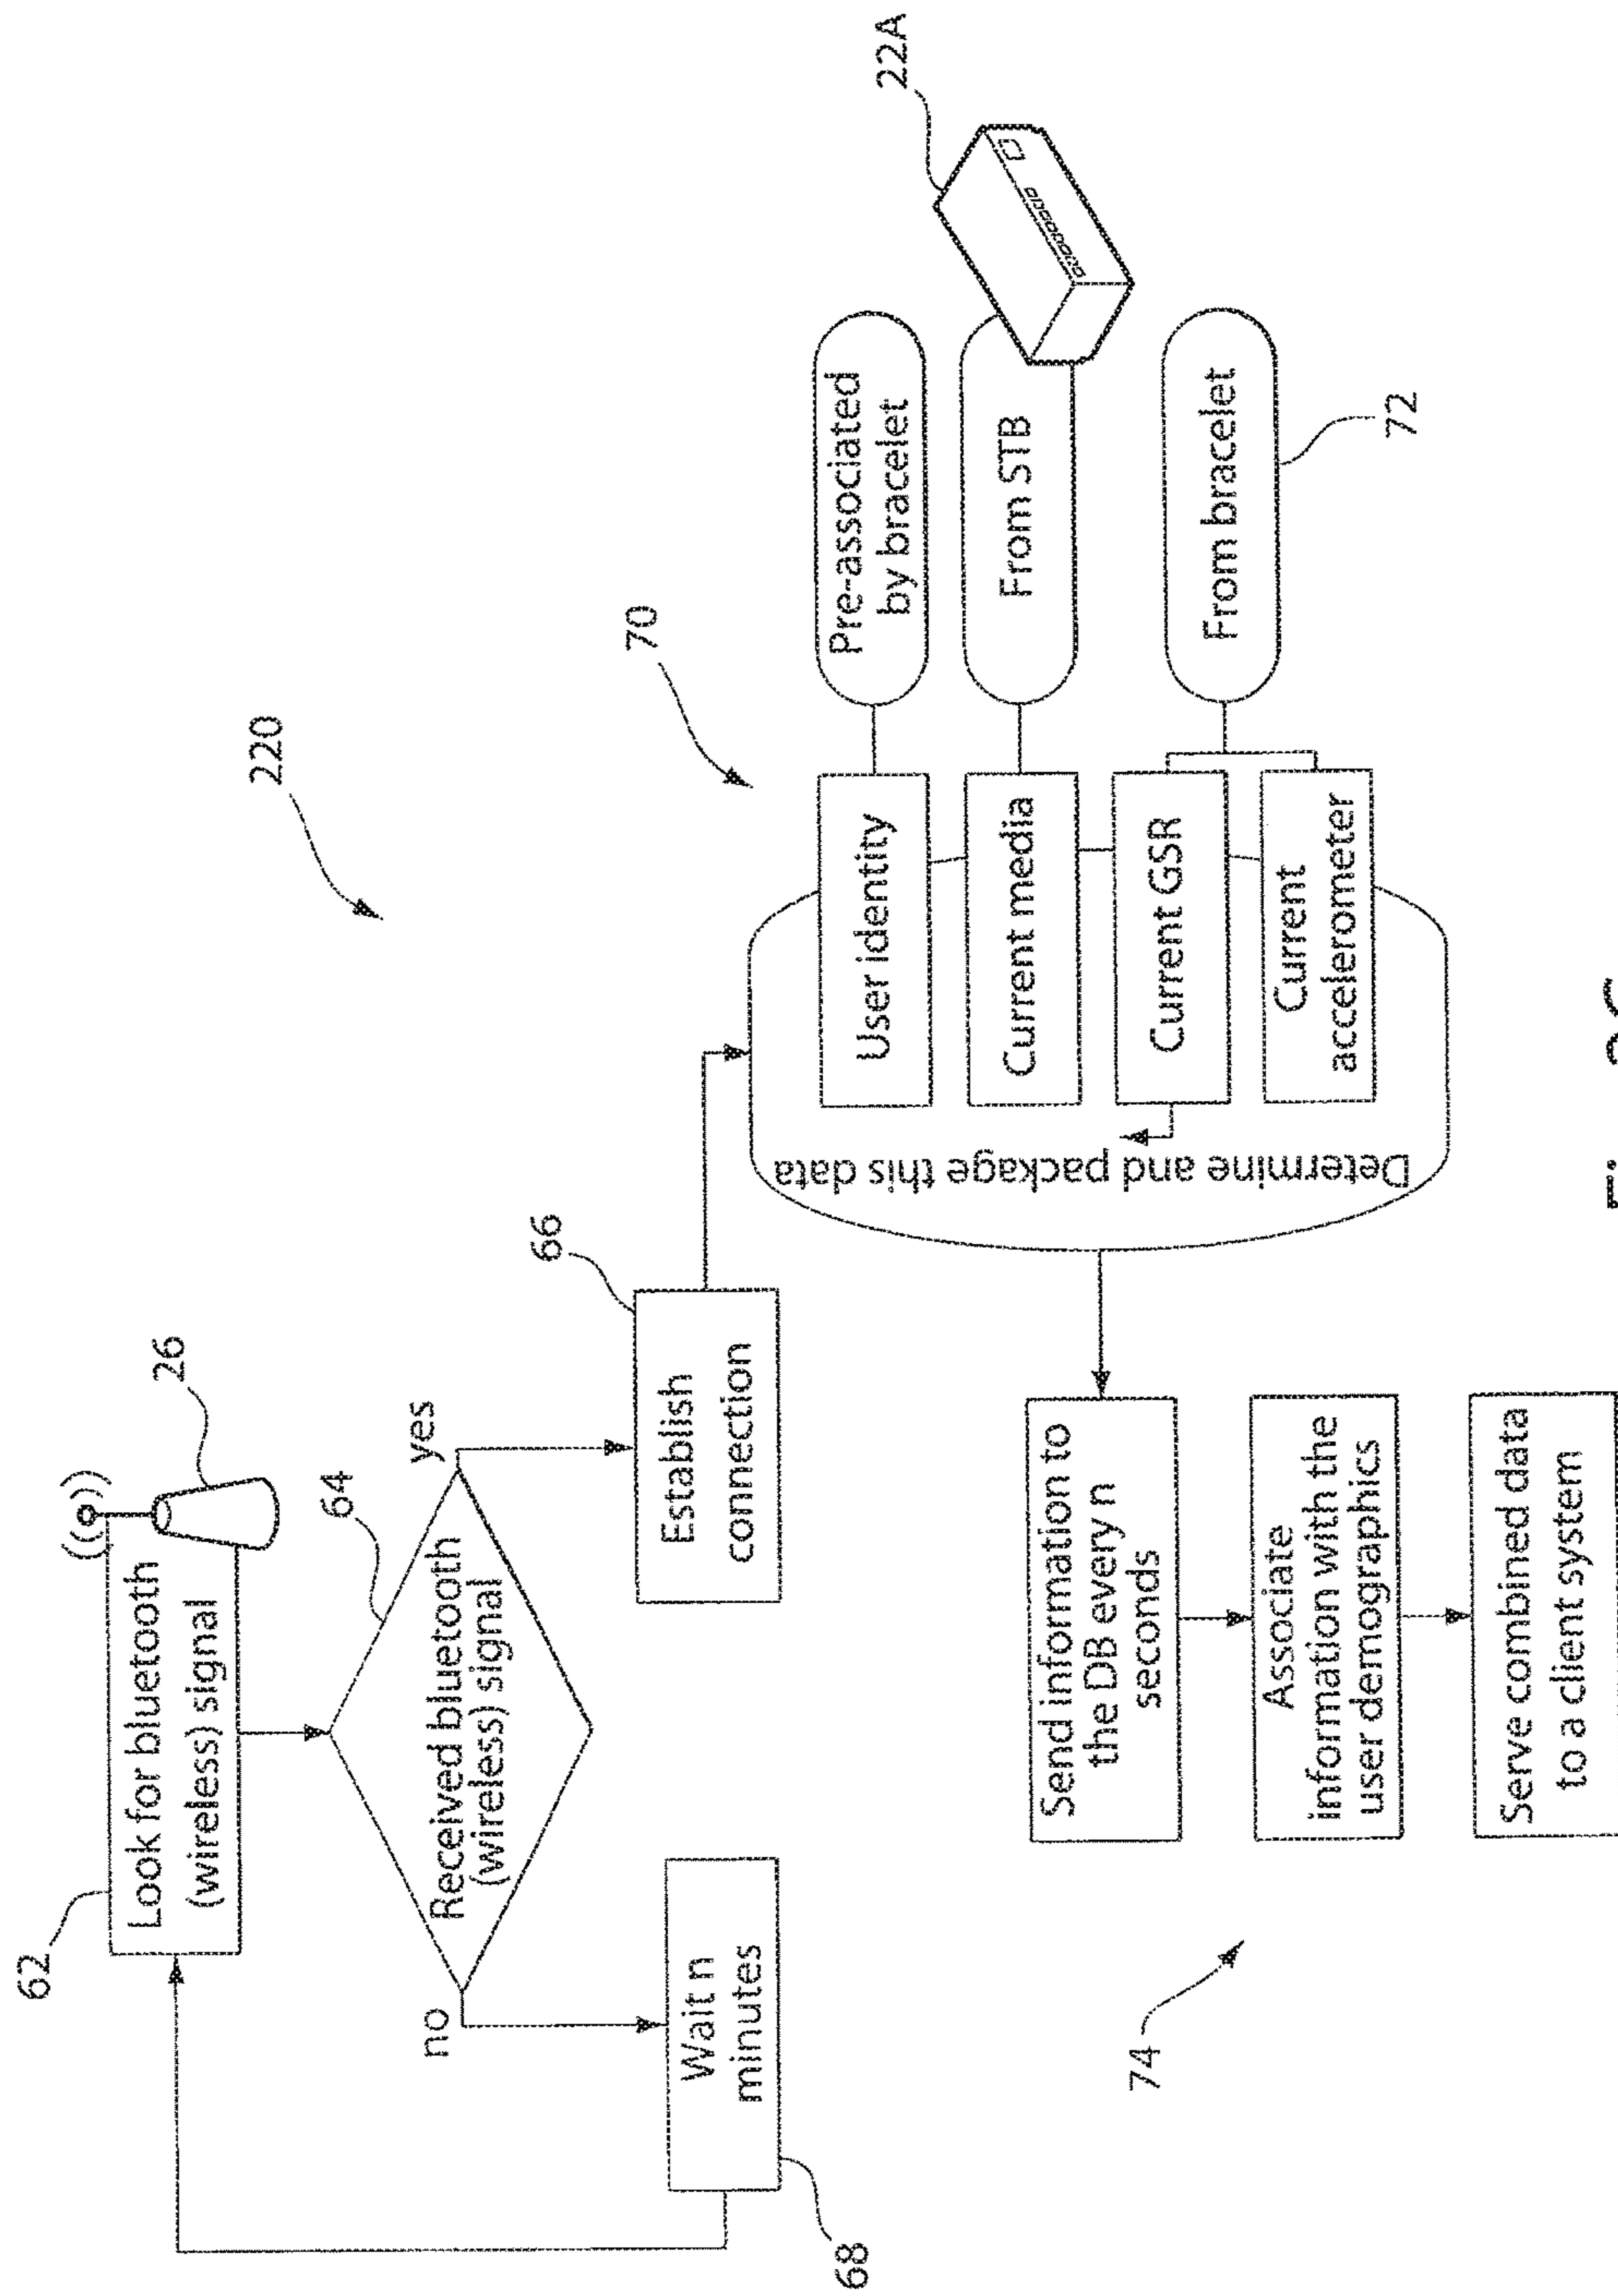 62
Look for bluetooth
(wireless) signal
26
64
Received bluetooth
(wireless) signal
no
yes
Wait n
minutes
68
66
Establish
connection
220
70
Determine and package this data
User identity
Pre-associated
by bracelet
Current media
From STB
22A
Current GSR
Current
accelerometer
From bracelet
72
74
Send information to
the DB every n
seconds
Associate
information with the
user demographics
Serve combined data
to a client system